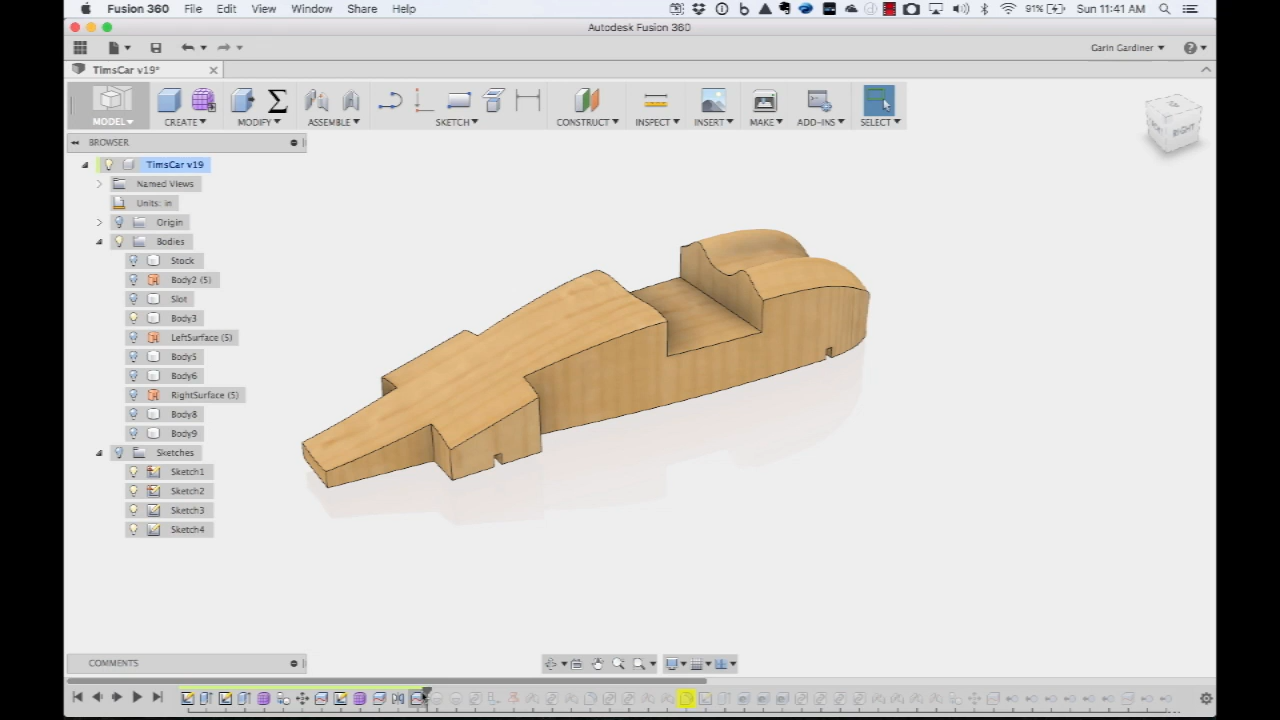 Fusion 360 File Edit View Window Share Help 91% Sun 11:41 AM
Autodesk Fusion 360
Garin Gardiner
TimsCar v19*
MODEL CREATE MODIFY ASSEMBLE SKETCH CONSTRUCT INSPECT INSERT MAKE ADD-INS SELECT
RIGHT
BROWSER
TimsCar v19
Named Views
Units: in
Origin
Bodies
Stock
Body2 (5)
Slot
Body3
LeftSurface (5)
Body5
Body6
RightSurface (5)
Body8
Body9
Sketches
Sketch1
Sketch2
Sketch3
Sketch4
COMMENTS